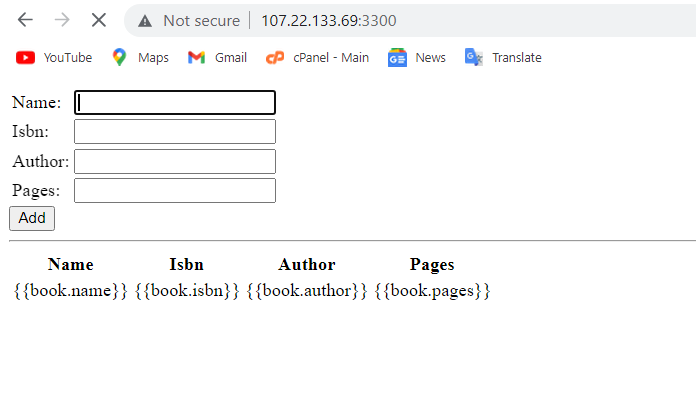 Not secure 107.22.133.69:3300
YouTube Maps Gmail cPanel - Main News Translate
Name:
Isbn:
Author:
Pages:
Add
Name Isbn Author Pages
{{book.name}} {{book.isbn}} {{book.author}} {{book.pages}}